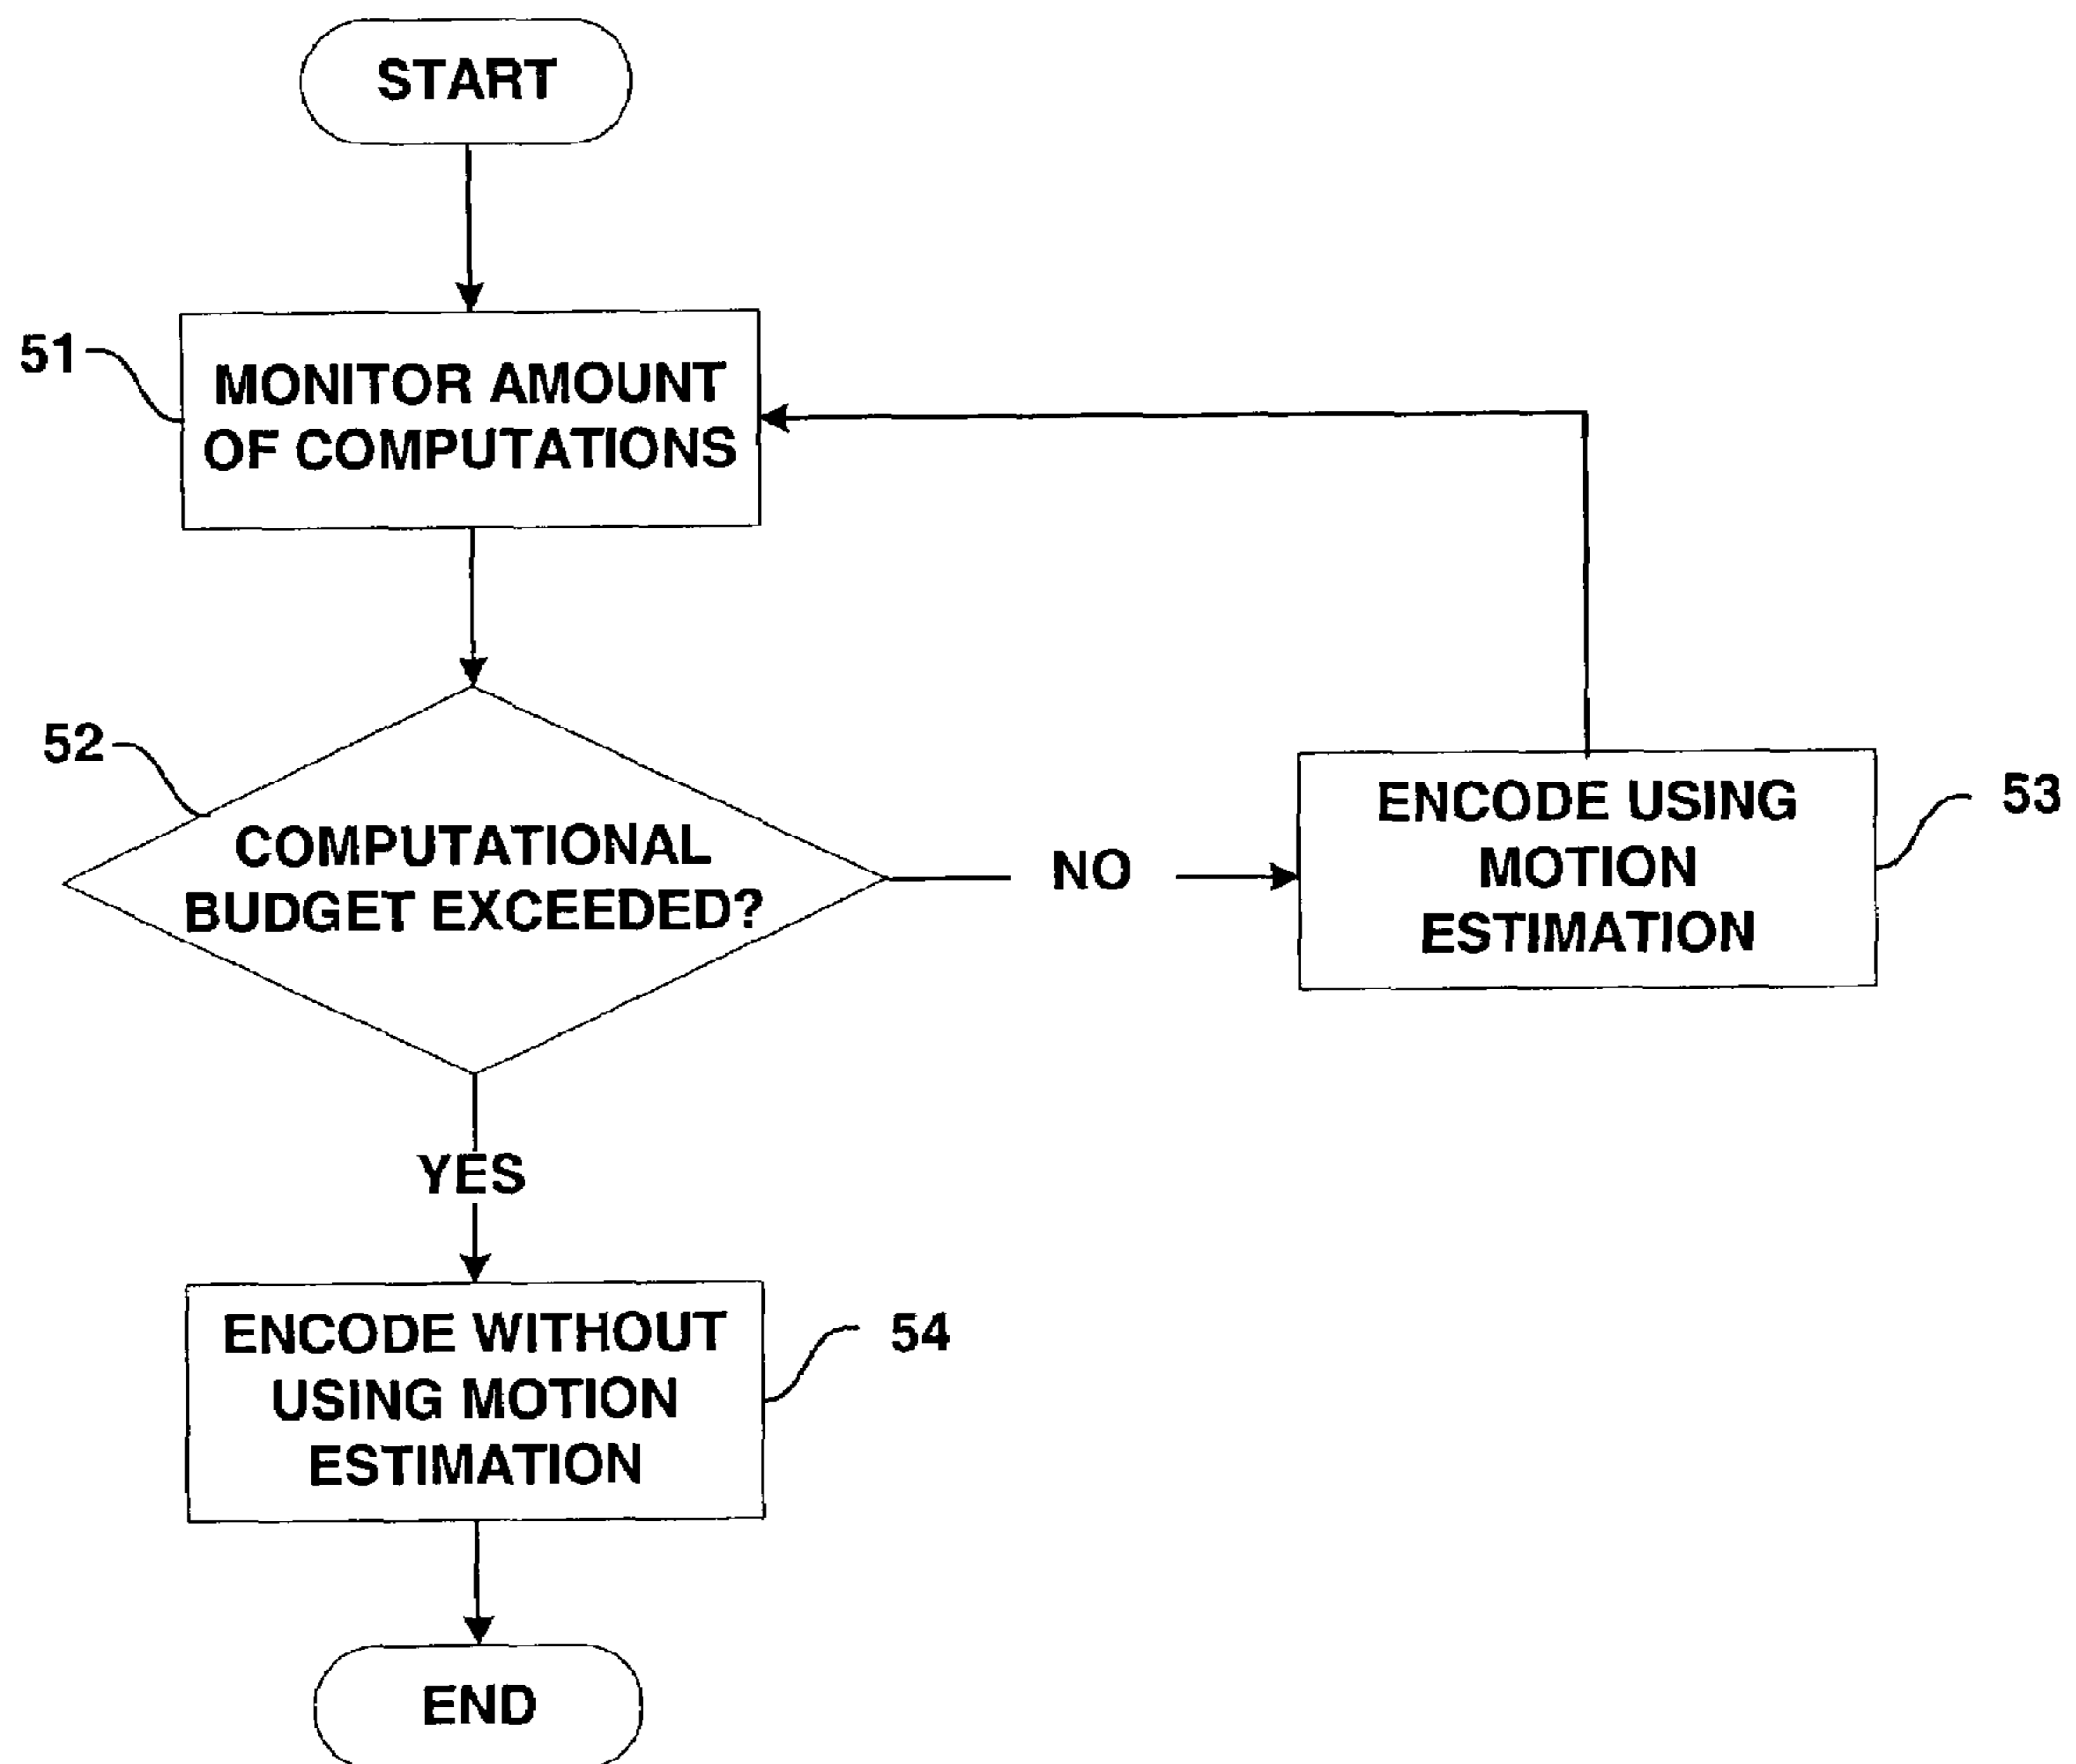 START
51
MONITOR AMOUNT
OF COMPUTATIONS
52
COMPUTATIONAL
BUDGET EXCEEDED?
NO
ENCODE USING
MOTION
ESTIMATION
53
YES
ENCODE WITHOUT
USING MOTION
ESTIMATION
54
END